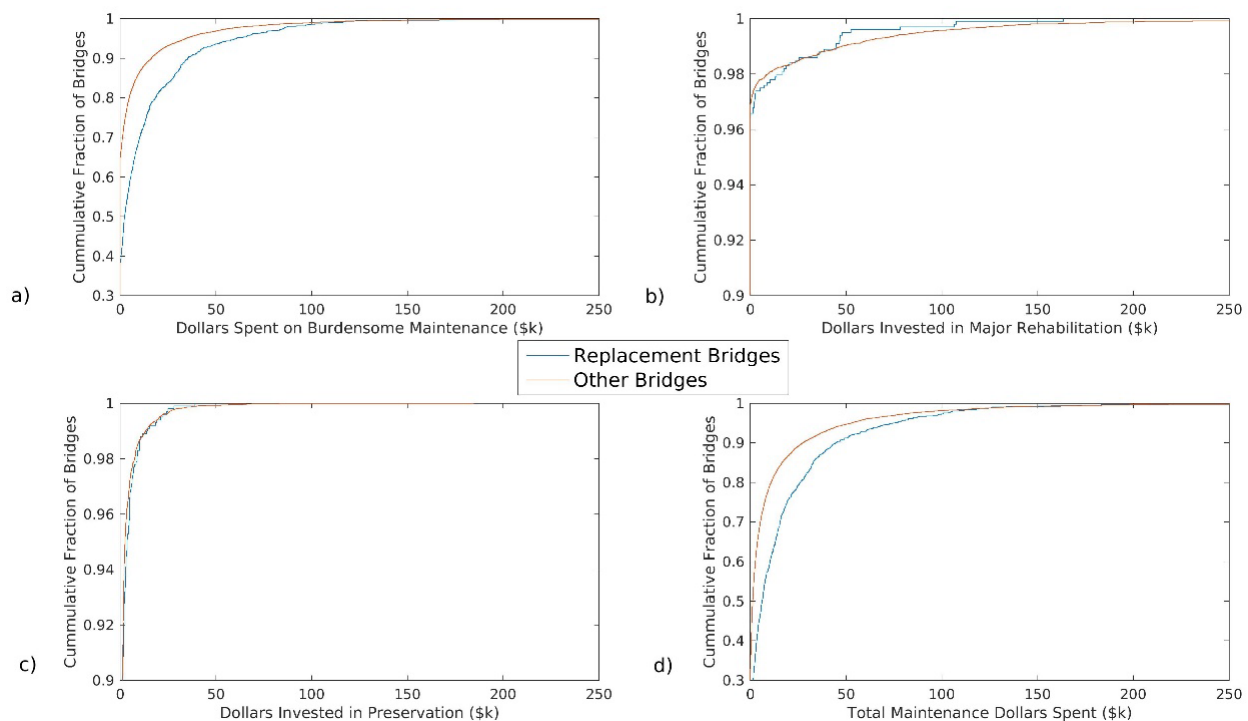 1
0.9
0.8
0.7
0.6
0.5
0.4
0.3
Cummulative Fraction of Bridges
0 50 100 150 200 250
Dollars Spent on Burdensome Maintenance ($k)
a)
1
0.98
0.96
0.94
0.92
0.9
Cummulative Fraction of Bridges
0 50 100 150 200 250
Dollars Invested in Major Rehabilitation ($k)
b)
Replacement Bridges
Other Bridges
1
0.98
0.96
0.94
0.92
0.9
Cummulative Fraction of Bridges
0 50 100 150 200 250
Dollars Invested in Preservation ($k)
c)
1
0.9
0.8
0.7
0.6
0.5
0.4
0.3
Cummulative Fraction of Bridges
0 50 100 150 200 250
Total Maintenance Dollars Spent ($k)
d)